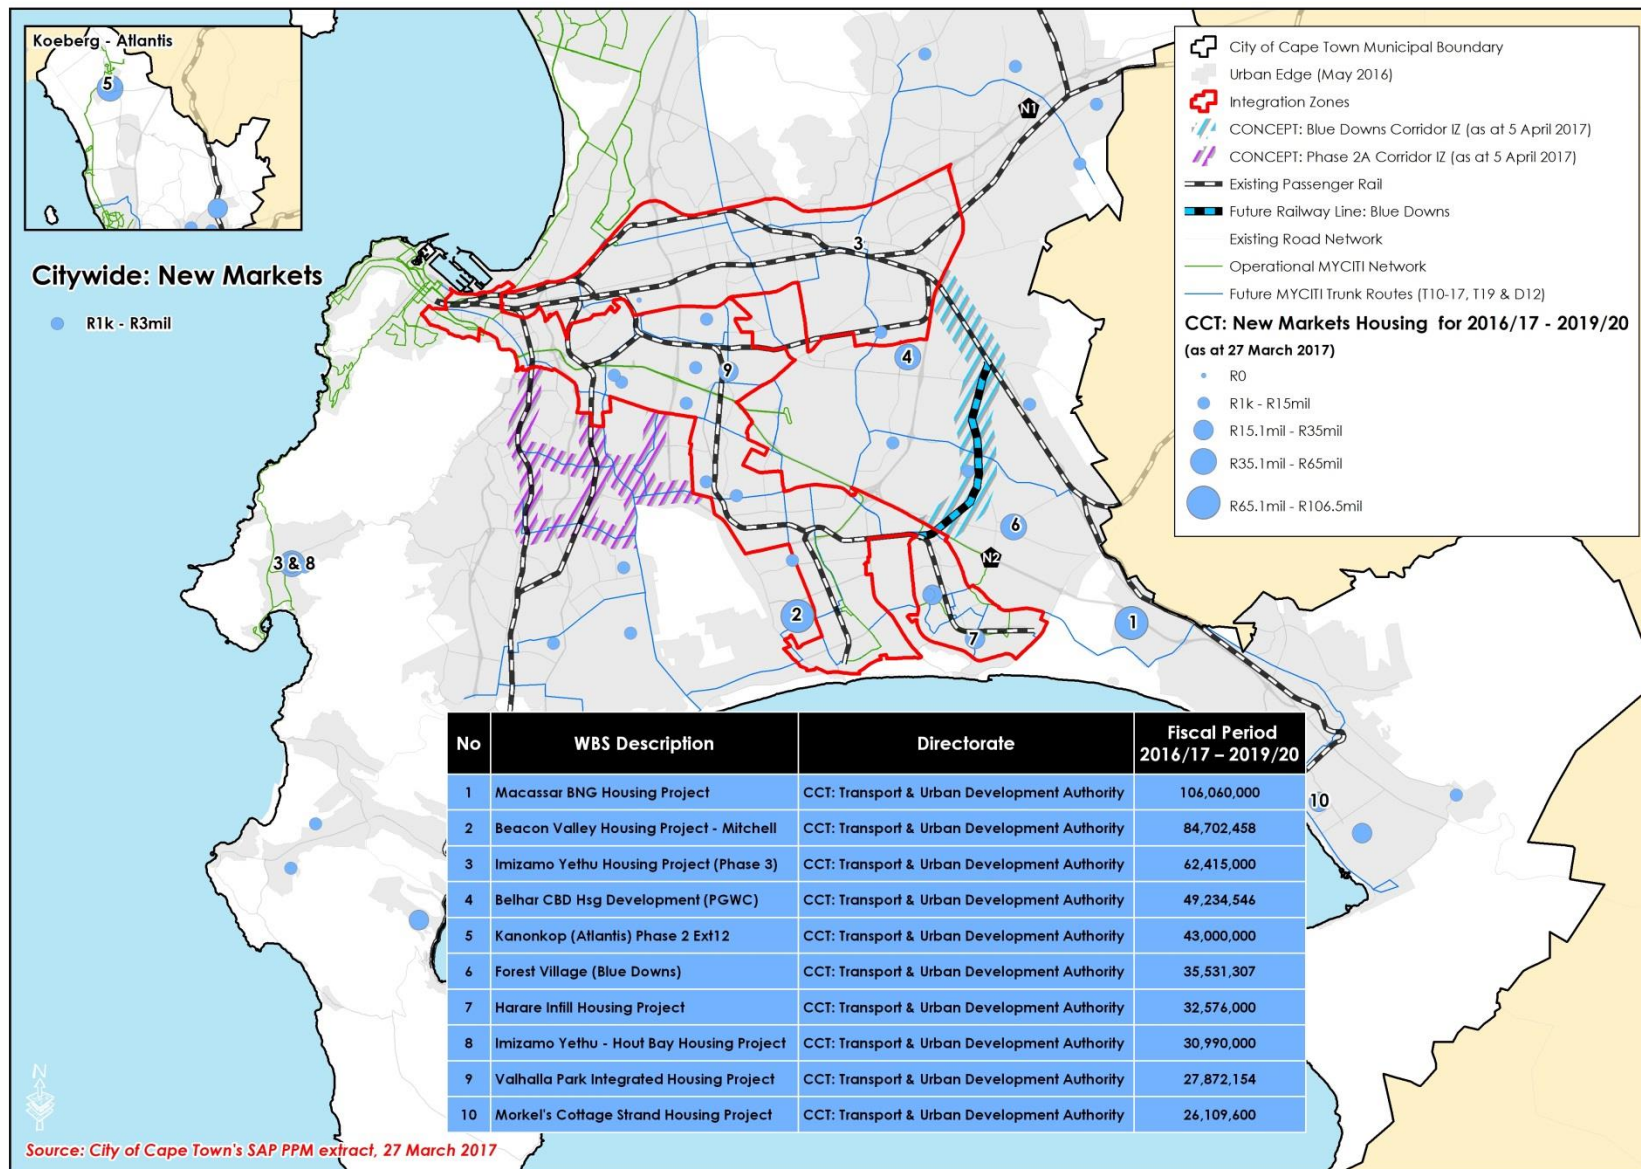 Koeberg - Atlantis
5
Citywide: New Markets
R1k - R3mil
City of Cape Town Municipal Boundary
Urban Edge (May 2016)
Integration Zones
CONCEPT: Blue Downs Corridor IZ (as at 5 April 2017)
CONCEPT: Phase 2A Corridor IZ (as at 5 April 2017)
Existing Passenger Rail
Future Railway Line: Blue Downs
Existing Road Network
Operational MYCITI Network
Future MYCITI Trunk Routes (T10-17, T19 & D12)
CCT: New Markets Housing for 2016/17 - 2019/20
(as at 27 March 2017)
R0
R1k - R15mil
R15.1mil - R35mil
R35.1mil - R65mil
R65.1mil - R106.5mil
N1
3
4
9
6
N2
3 & 8
2
7
1
10
No WBS Description Directorate Fiscal Period 2016/17 – 2019/20
1 Macassar BNG Housing Project CCT: Transport & Urban Development Authority 106,060,000
2 Beacon Valley Housing Project - Mitchell CCT: Transport & Urban Development Authority 84,702,458
3 Imizamo Yethu Housing Project (Phase 3) CCT: Transport & Urban Development Authority 62,415,000
4 Belhar CBD Hsg Development (PGWC) CCT: Transport & Urban Development Authority 49,234,546
5 Kanonkop (Atlantis) Phase 2 Ext12 CCT: Transport & Urban Development Authority 43,000,000
6 Forest Village (Blue Downs) CCT: Transport & Urban Development Authority 35,531,307
7 Harare Infill Housing Project CCT: Transport & Urban Development Authority 32,576,000
8 Imizamo Yethu - Hout Bay Housing Project CCT: Transport & Urban Development Authority 30,990,000
9 Valhalla Park Integrated Housing Project CCT: Transport & Urban Development Authority 27,872,154
10 Morkel's Cottage Strand Housing Project CCT: Transport & Urban Development Authority 26,109,600
N
Source: City of Cape Town's SAP PPM extract, 27 March 2017